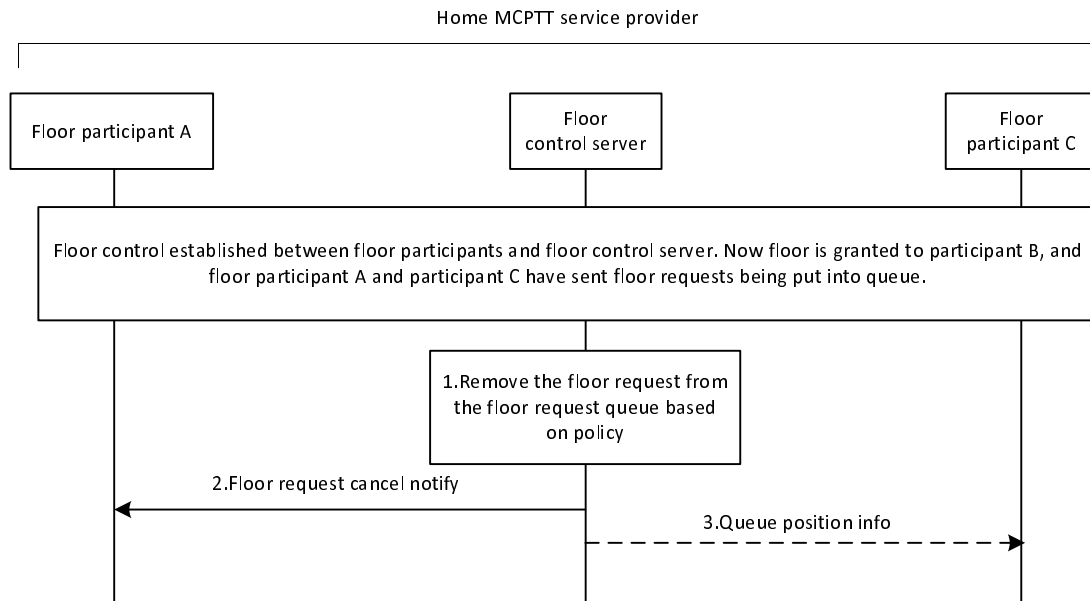 Home MCPTT service provider
Floor participant A
Floor
control server
Floor
participant C
Floor control established between floor participants and floor control server. Now floor is granted to participant B, and
floor participant A and participant C have sent floor requests being put into queue.
1.Remove the floor request from
the floor request queue based
on policy
2.Floor request cancel notify
3.Queue position info